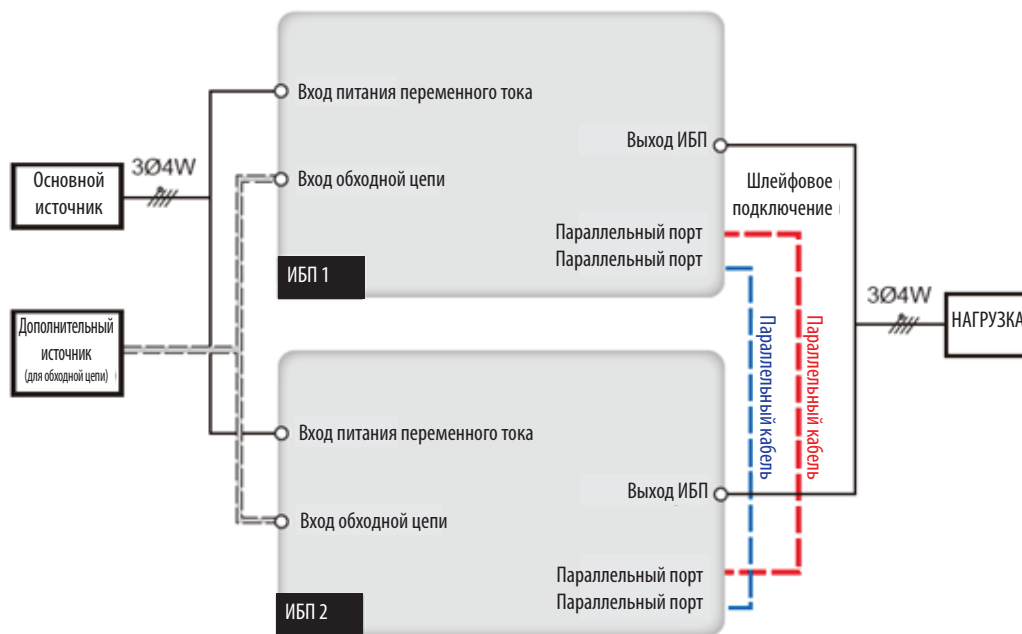 Вход питания переменного тока
Выход ИБП
3Ø4W
Основной
источник
Вход обходной цепи
Шлейфовое
подключение
Параллельный порт
Параллельный порт
ИБП 1
3Ø4W
НАГРУЗКА
Дополнительный
источник
(для обходной цепи)
Параллельный кабель
Параллельный кабель
Вход питания переменного тока
Выход ИБП
Вход обходной цепи
Параллельный порт
Параллельный порт
ИБП 2